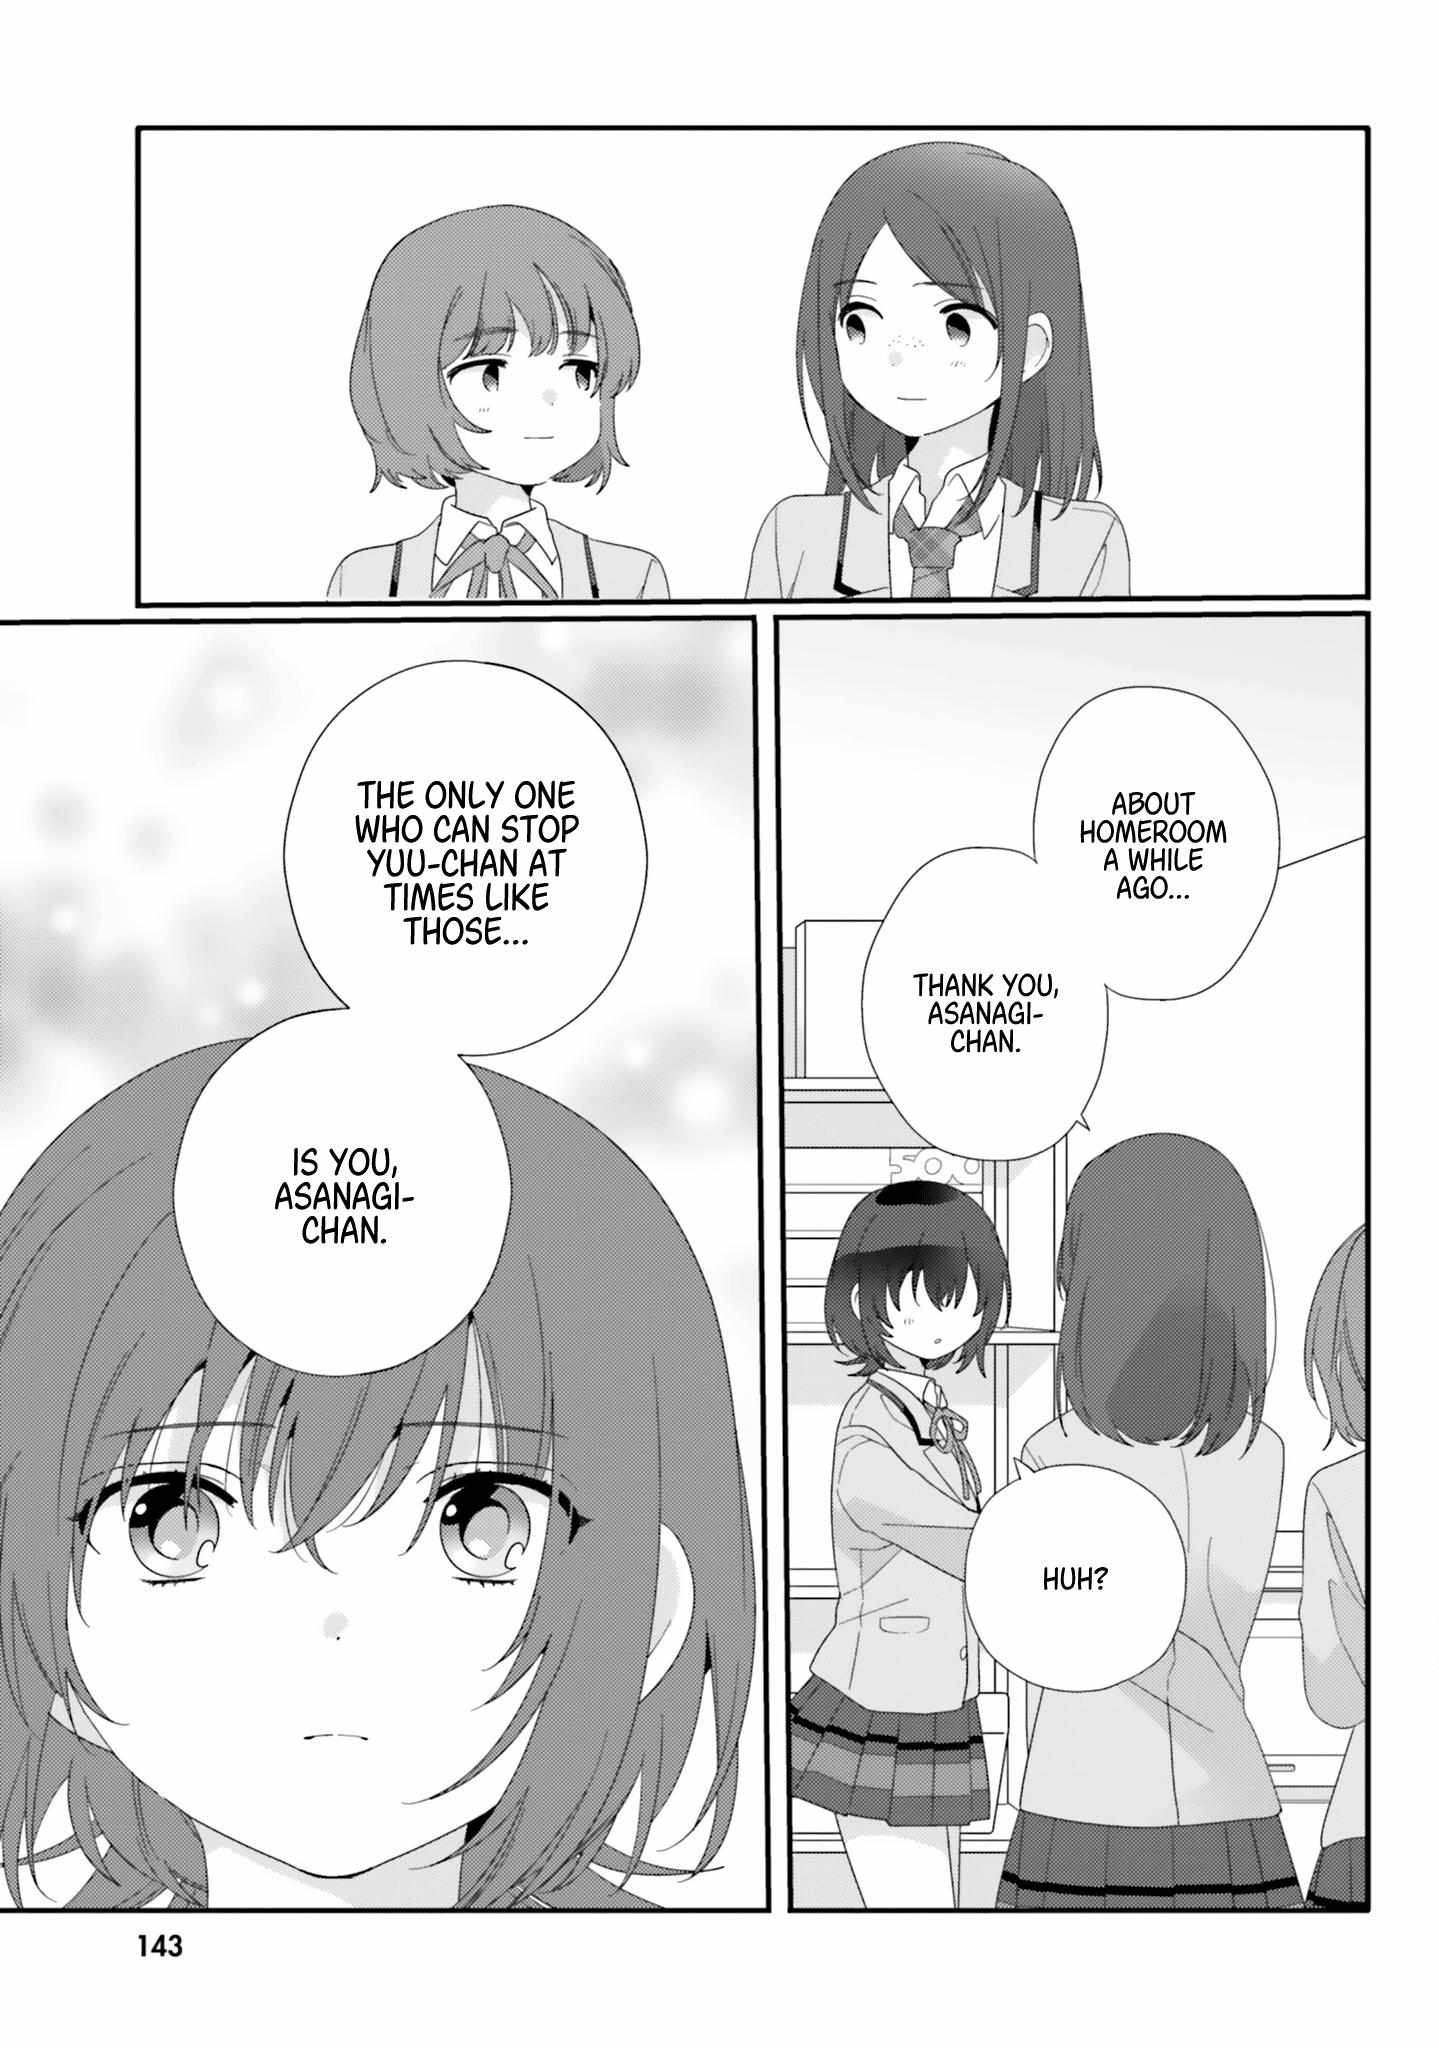 ABOUT
HOMEROOM
A WHILE
AGO...
THANK YOU,
ASANAGI-
CHAN.
HUH?
THE ONLY ONE
WHO CAN STOP
YUU-CHAN AT
TIMES LIKE
THOSE...
IS YOU,
ASANAGI-
CHAN.
143